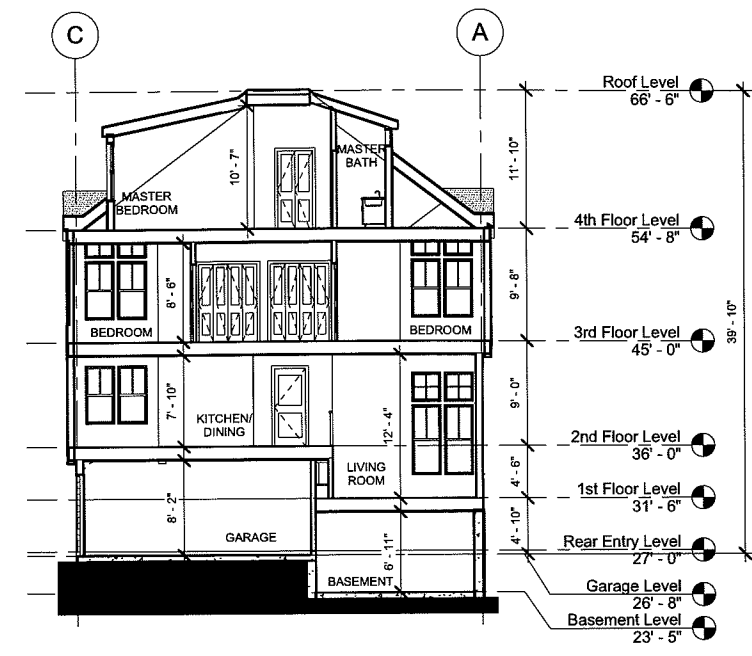 C
A
Roof Level
66' - 6"
MASTER
BATH
10' - 7"
11' - 10"
MASTER
BEDROOM
4th Floor Level
54' - 8"
8' - 6"
9' - 8"
BEDROOM
BEDROOM
3rd Floor Level
45' - 0"
39' - 10"
7' - 10"
KITCHEN/
DINING
12' - 4"
9' - 0"
2nd Floor Level
36' - 0"
LIVING
ROOM
4' - 6"
1st Floor Level
31' - 6"
8' - 2"
GARAGE
4' - 10"
6' - 11"
Rear Entry Level
27' - 0"
BASEMENT
Garage Level
26' - 8"
Basement Level
23' - 5"